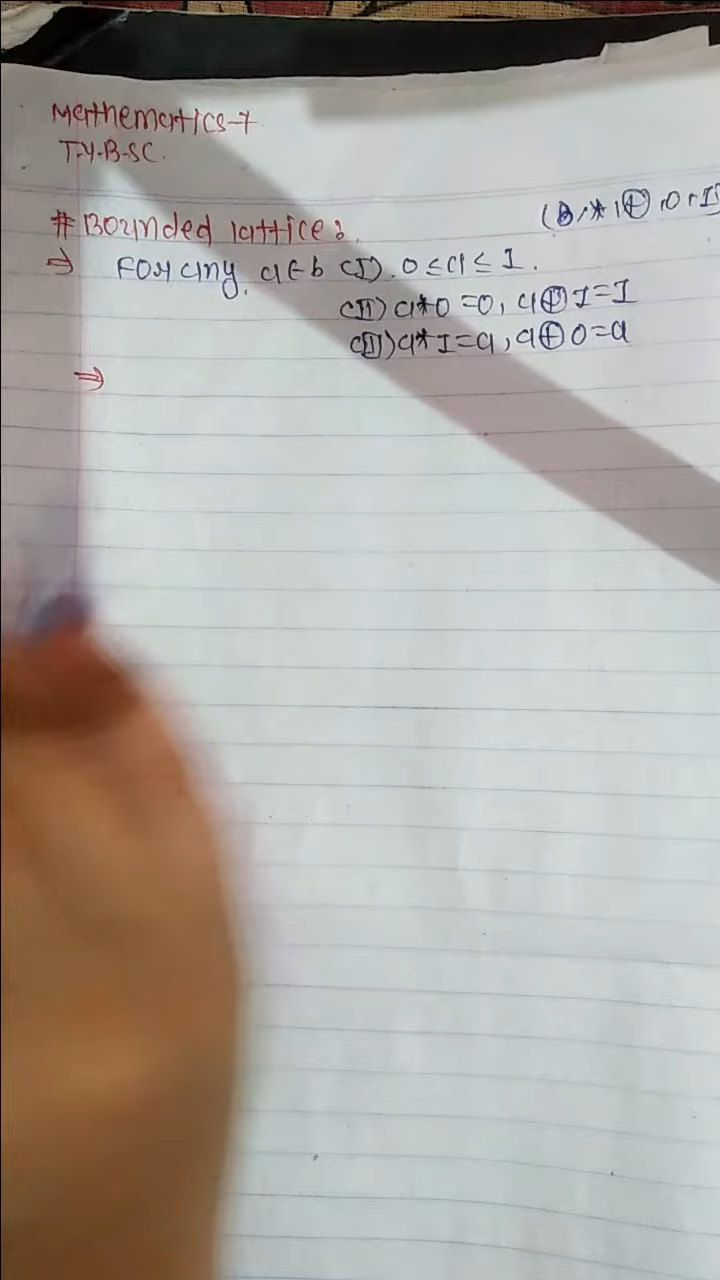 Mathematics-7
T.Y.B.SC.
(B,*,⊕,0,I)
# Bounded lattice :
⇒ For any a∈b (I) 0≤a≤I.
(II) a*0=0, a⊕I=I
(III) a*I=a, a⊕0=a
⇒